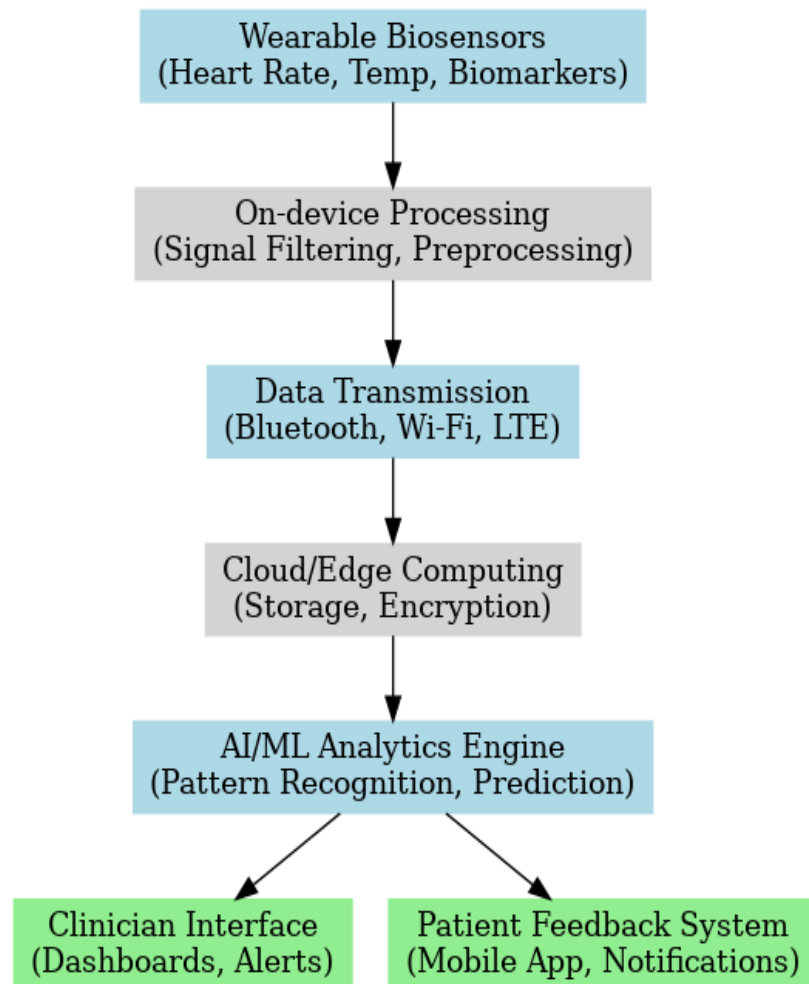 Wearable Biosensors
(Heart Rate, Temp, Biomarkers)
On-device Processing
(Signal Filtering, Preprocessing)
Data Transmission
(Bluetooth, Wi-Fi, LTE)
Cloud/Edge Computing
(Storage, Encryption)
AI/ML Analytics Engine
(Pattern Recognition, Prediction)
Clinician Interface
(Dashboards, Alerts)
Patient Feedback System
(Mobile App, Notifications)